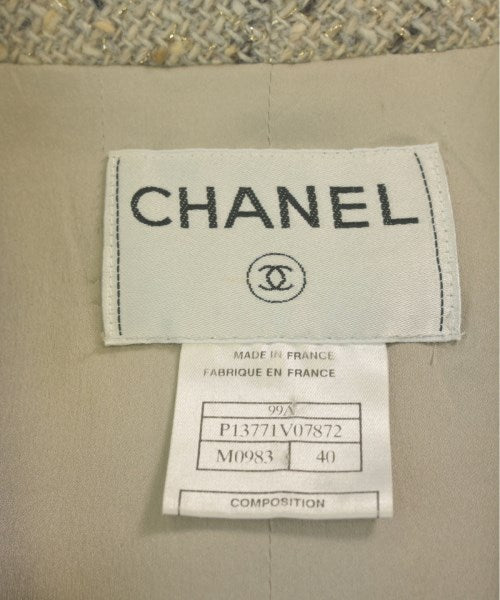 CHANEL
MADE IN FRANCE
FABRIQUE EN FRANCE
99A
P13771V07872
M0983 40
COMPOSITION